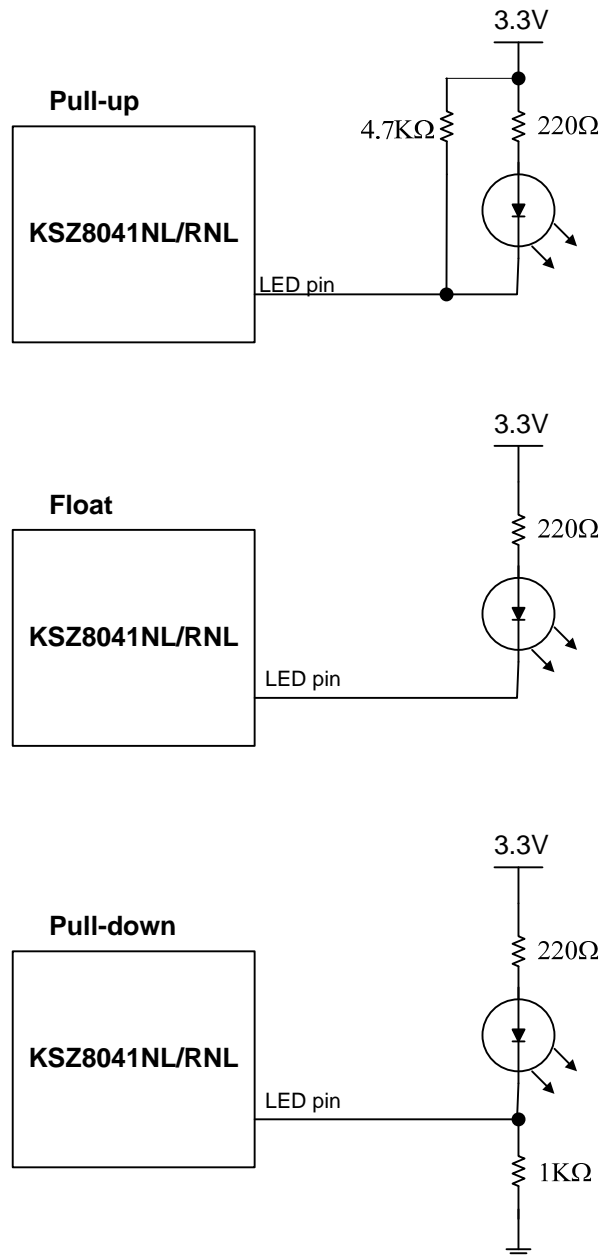 3.3V
Pull-up
4.7KΩ
220Ω
KSZ8041NL/RNL
LED pin
3.3V
Float
220Ω
KSZ8041NL/RNL
LED pin
3.3V
Pull-down
220Ω
KSZ8041NL/RNL
LED pin
1KΩ